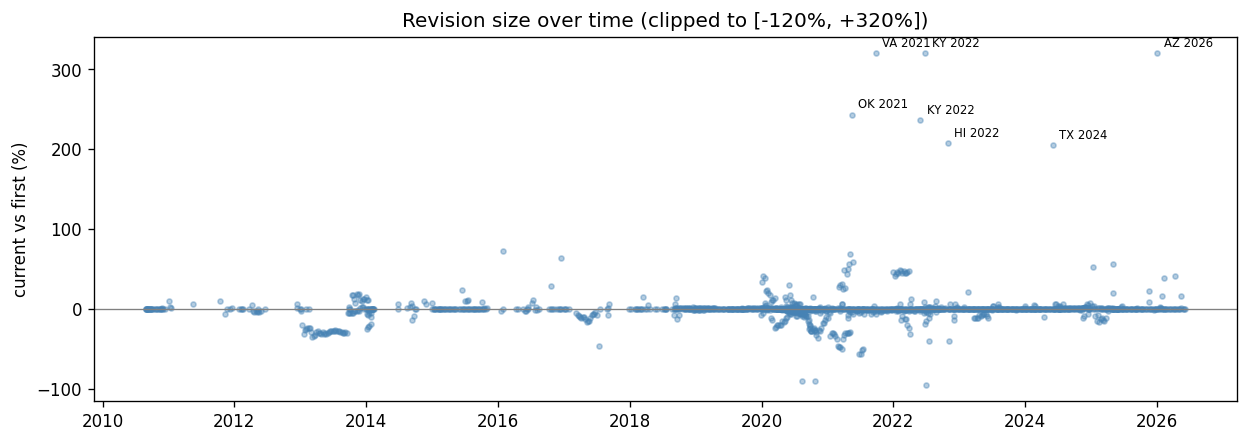 Revision size over time (clipped to [-120%, +320%])
current vs first (%)
300
200
100
0
−100
VA 2021 KY 2022
AZ 2026
OK 2021
KY 2022
HI 2022
TX 2024
2010 2012 2014 2016 2018 2020 2022 2024 2026